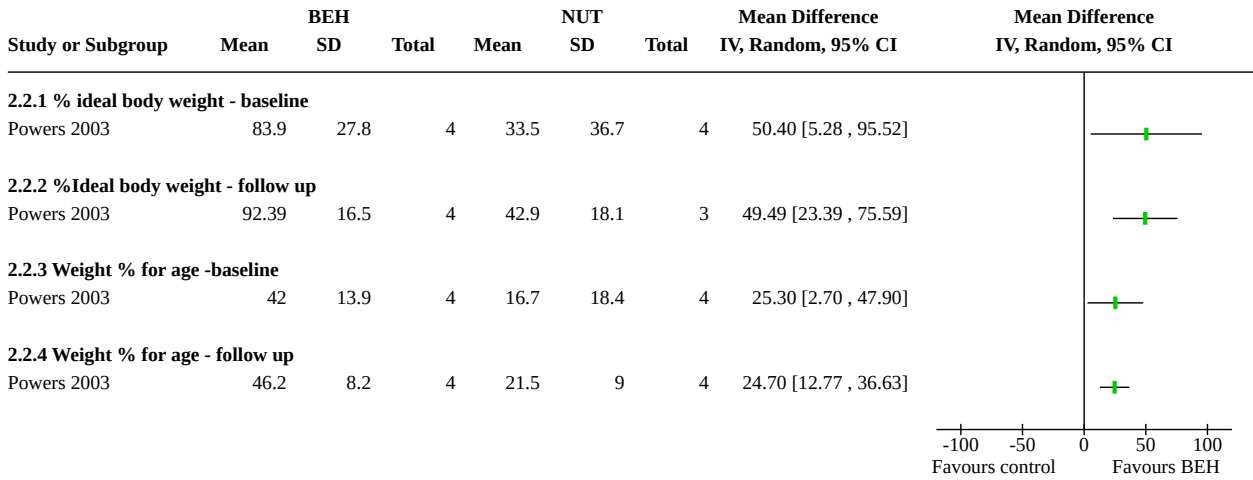 BEH NUT Mean Difference Mean Difference
Study or Subgroup Mean SD Total Mean SD Total IV, Random, 95% CI IV, Random, 95% CI
2.2.1 % ideal body weight - baseline
Powers 2003 83.9 27.8 4 33.5 36.7 4 50.40 [5.28 , 95.52]
2.2.2 %Ideal body weight - follow up
Powers 2003 92.39 16.5 4 42.9 18.1 3 49.49 [23.39 , 75.59]
2.2.3 Weight % for age -baseline
Powers 2003 42 13.9 4 16.7 18.4 4 25.30 [2.70 , 47.90]
2.2.4 Weight % for age - follow up
Powers 2003 46.2 8.2 4 21.5 9 4 24.70 [12.77 , 36.63]
-100 -50 0 50 100
Favours control Favours BEH